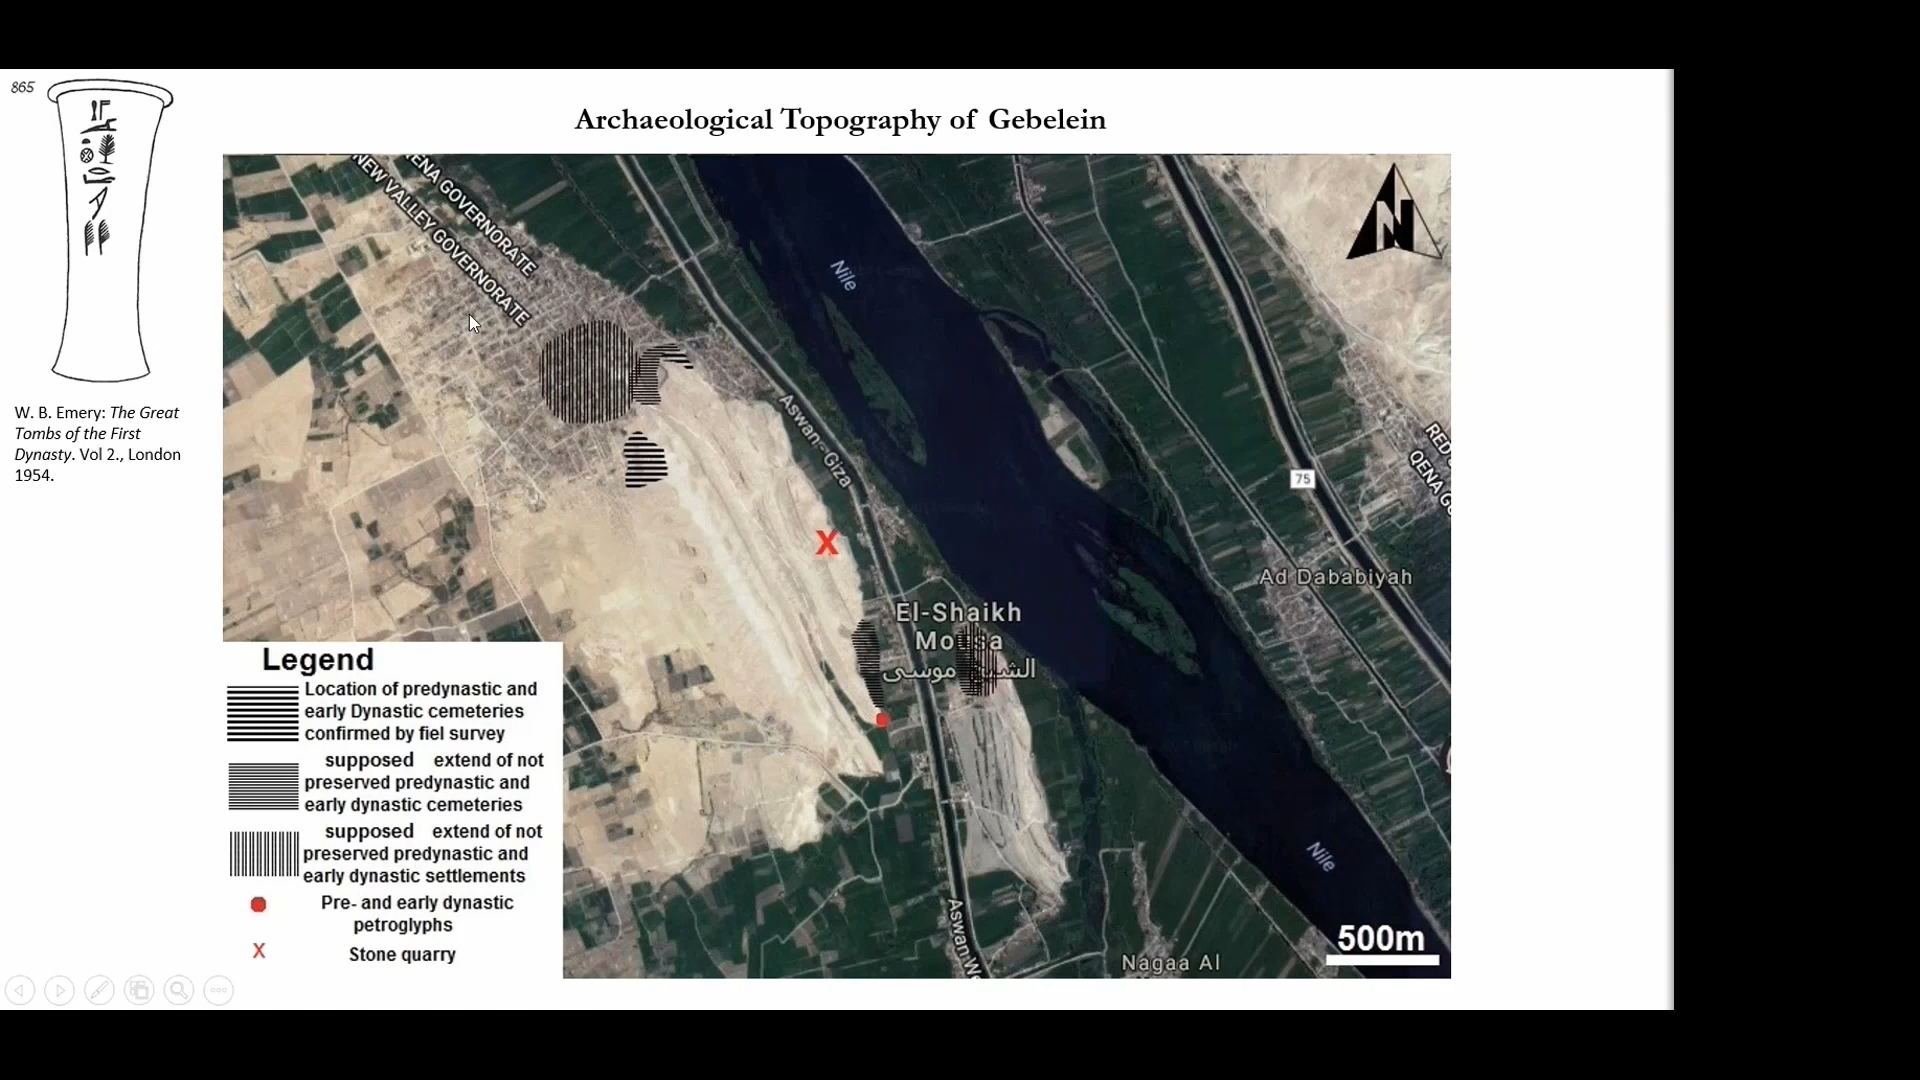 865
W. B. Emery: The Great
Tombs of the First
Dynasty. Vol 2., London
1954.
Archaeological Topography of Gebelein
QENA GOVERNORATE
NEW VALLEY GOVERNORATE
Nile
N
Aswan-Giza
75
RED
QENA GO
Ad Dababiyah
X
El-Shaikh
Mousa
الشيخ موسى
Nile
Aswan We
Nagaa Al
500m
Legend
Location of predynastic and
early Dynastic cemeteries
confirmed by fiel survey
supposed extend of not
preserved predynastic and
early dynastic cemeteries
supposed extend of not
preserved predynastic and
early dynastic settlements
Pre- and early dynastic
petroglyphs
X Stone quarry